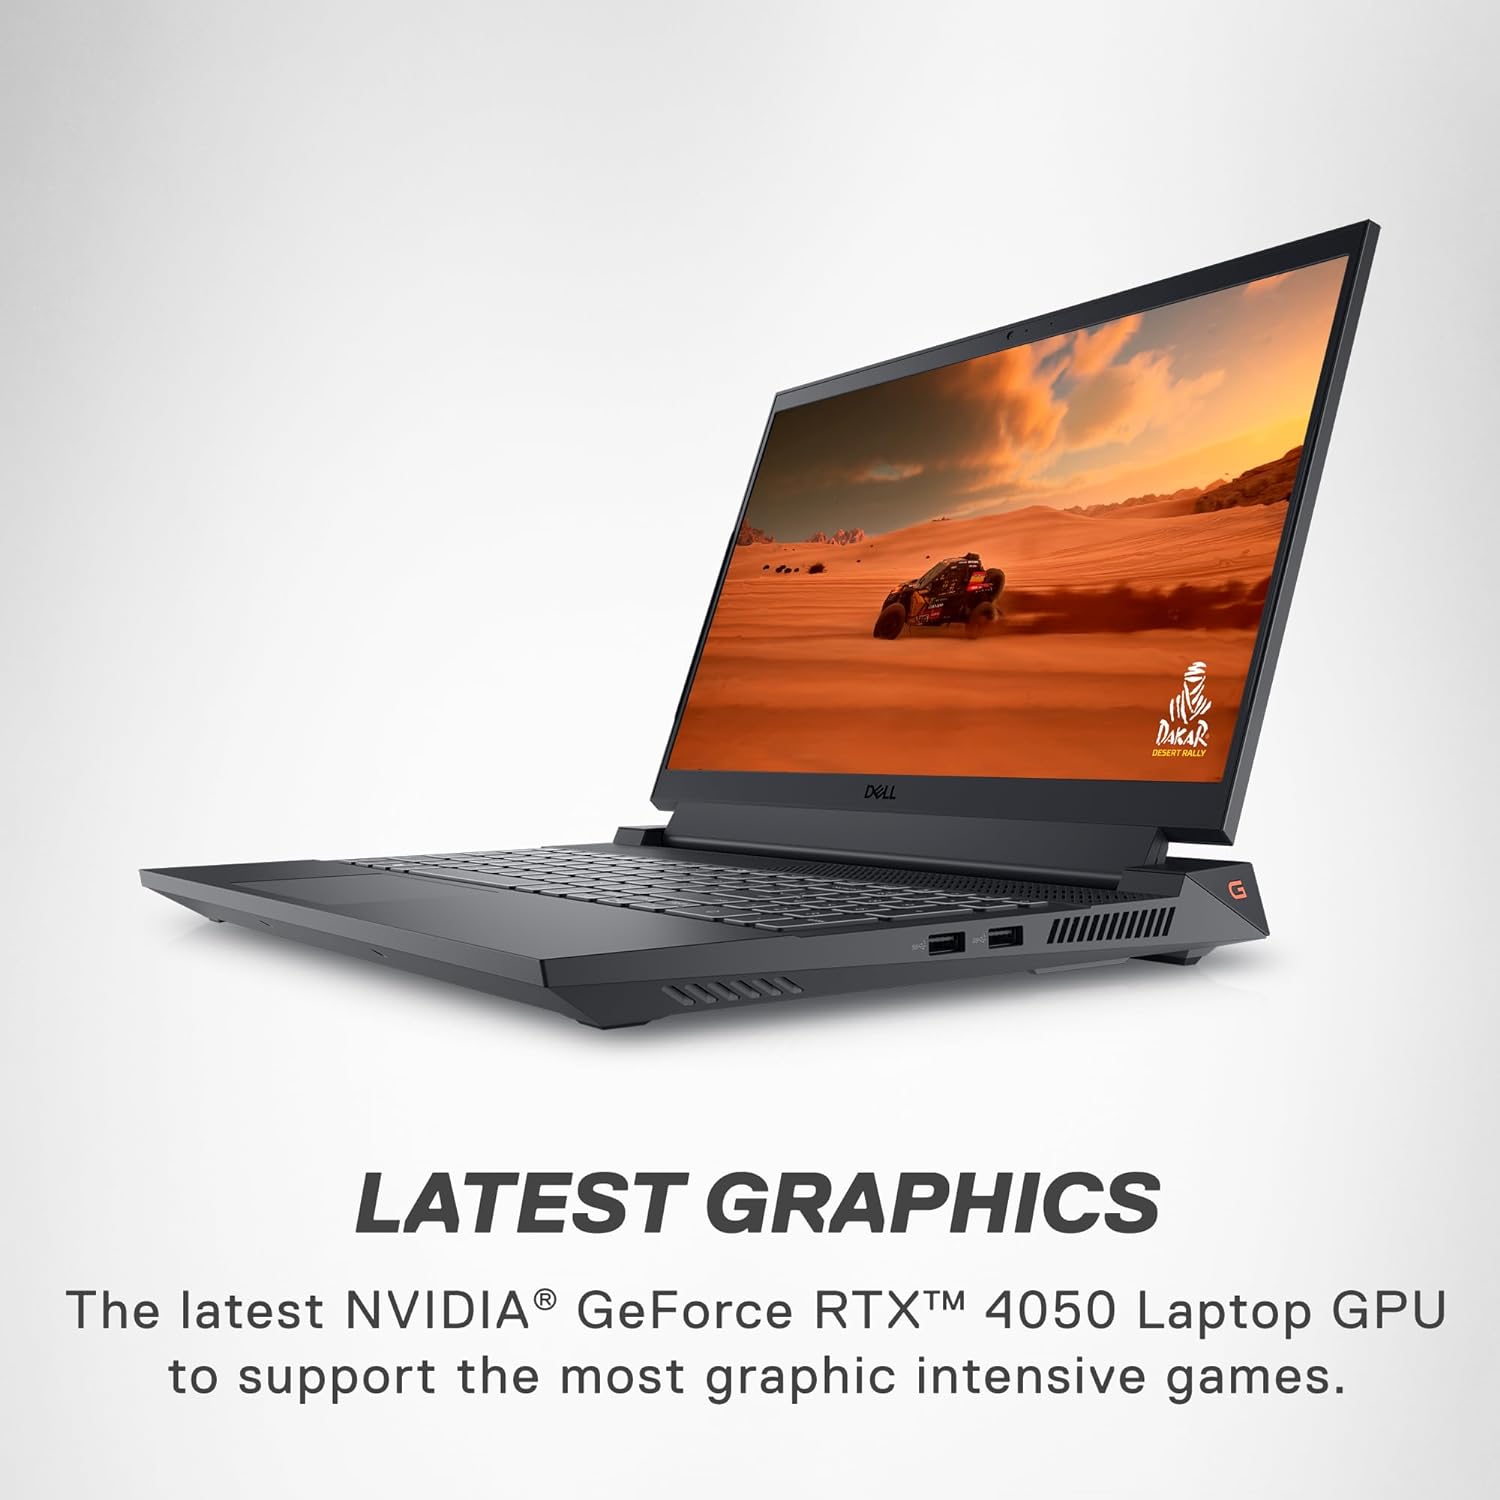 DAKAR
DESERT RALLY
DELL
G
LATEST GRAPHICS
The latest NVIDIA® GeForce RTX™ 4050 Laptop GPU
to support the most graphic intensive games.